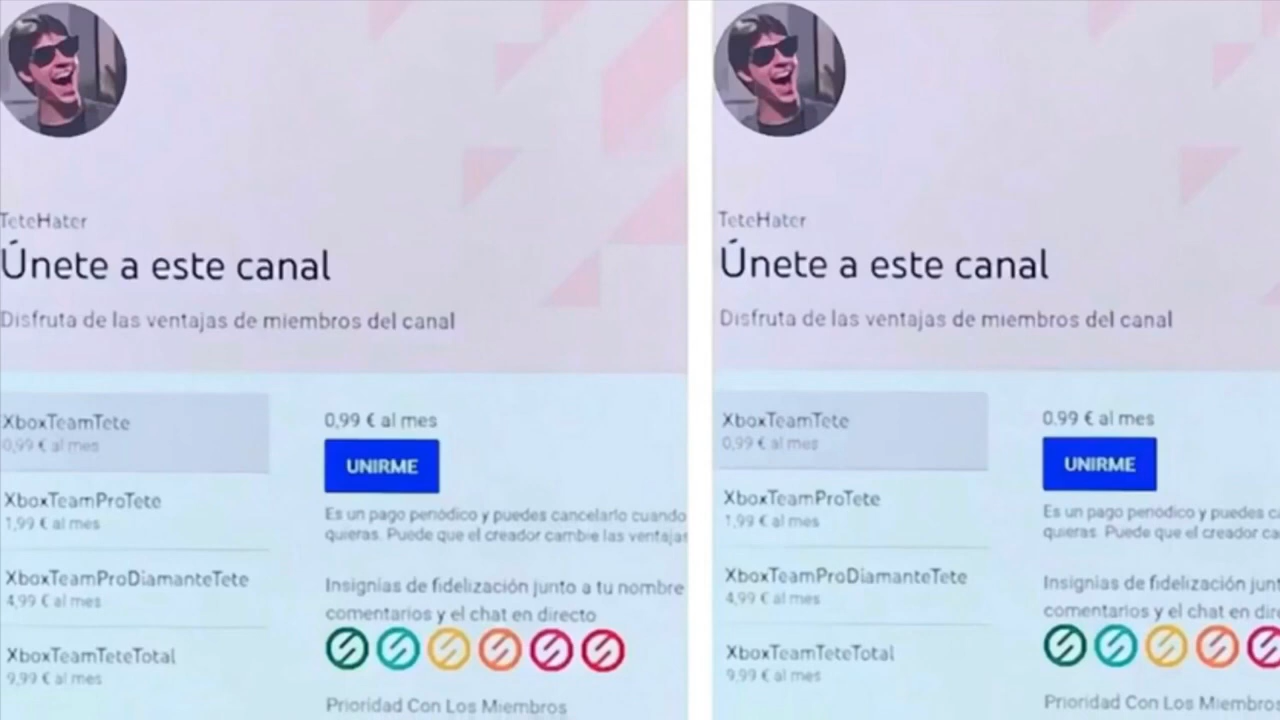 TeteHater
Únete a este canal
Disfruta de las ventajas de miembros del canal
XboxTeamTete
0,99 € al mes
XboxTeamProTete
1,99 € al mes
XboxTeamProDiamanteTete
4,99 € al mes
XboxTeamTeteTotal
9,99 € al mes
0,99 € al mes
UNIRME
Es un pago periódico y puedes cancelarlo cuando
quieras. Puede que el creador cambie las ventajas
Insignias de fidelización junto a tu nombre
comentarios y el chat en directo
Prioridad Con Los Miembros
TeteHater
Únete a este canal
Disfruta de las ventajas de miembros del canal
XboxTeamTete
0,99 € al mes
XboxTeamProTete
1,99 € al mes
XboxTeamProDiamanteTete
4,99 € al mes
XboxTeamTeteTotal
9,99 € al mes
0,99 € al mes
UNIRME
Es un pago periódico y puedes c
quieras. Puede que el creador ca
Insignias de fidelización junt
comentarios y el chat en dire
Prioridad Con Los Miembros